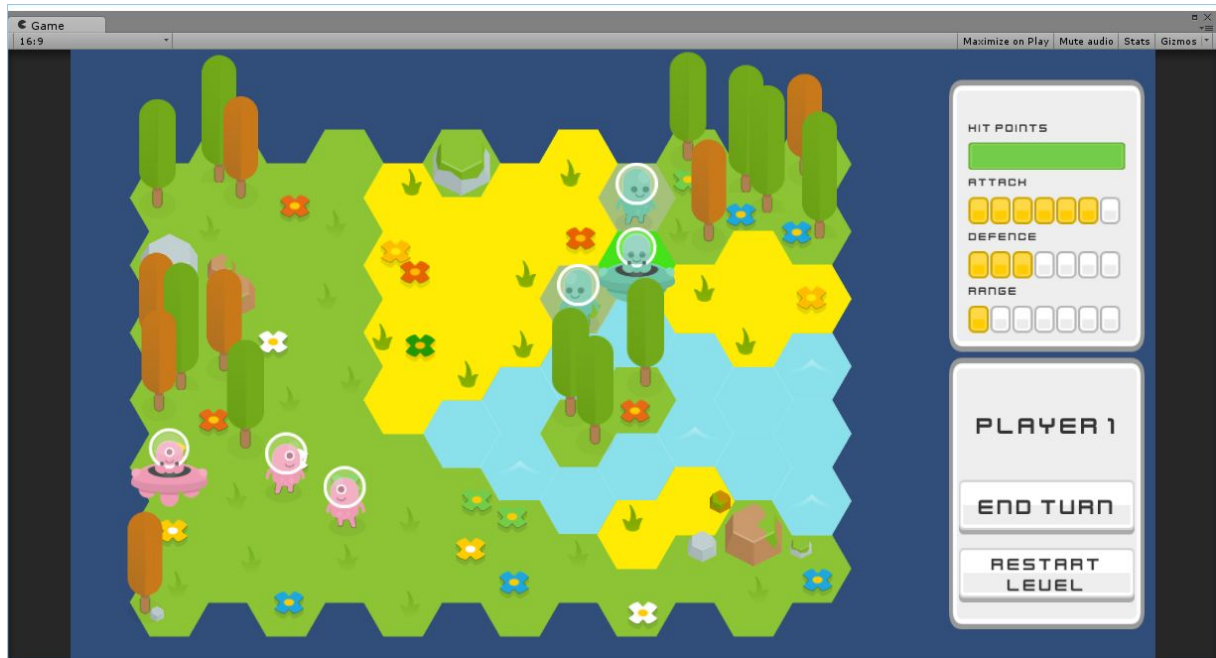 Game
16:9
Maximize on Play
Mute audio
Stats
Gizmos
HIT POINTS
ATTACK
DEFENCE
RANGE
PLAYER 1
END TURN
RESTART
LEVEL